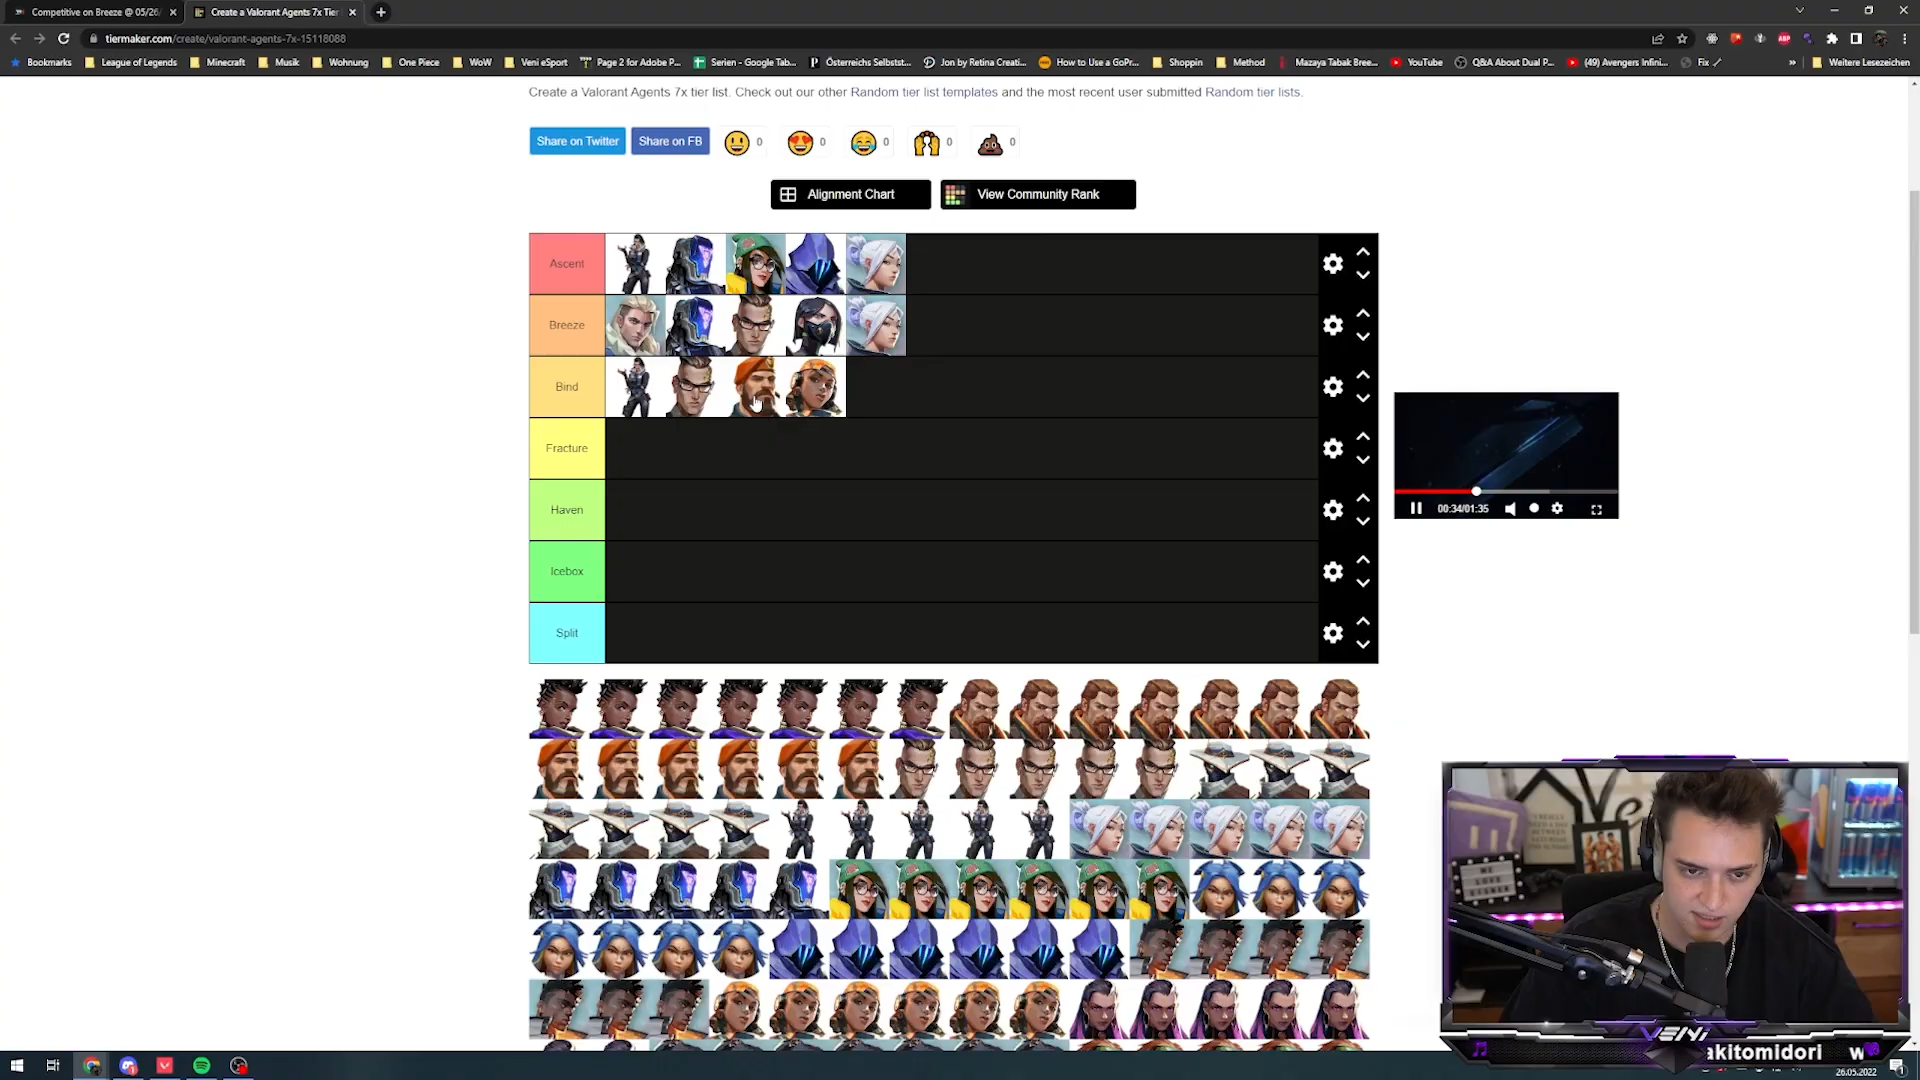 Competitive on Breeze @ 05/26/
Create a Valorant Agents 7x Tier
tiermaker.com/create/valorant-agents-7x-15118088
Bookmarks
League of Legends
Minecraft
Musik
Wohnung
One Piece
WoW
Veni eSport
Page 2 for Adobe P...
Serien - Google Tab...
Österreichs Selbstst...
Jon by Retina Creati...
How to Use a GoPr...
Shoppin
Method
Mazaya Tabak Bree...
YouTube
Q&A About Dual P...
(49) Avengers Infini...
Fix ✓
»
Weitere Lesezeichen
Create a Valorant Agents 7x tier list. Check out our other Random tier list templates and the most recent user submitted Random tier lists.
Share on Twitter
Share on FB
0
0
0
0
0
Alignment Chart
View Community Rank
Ascent
Breeze
Bind
Fracture
Haven
Icebox
Split
00:34/01:35
WE
LOVE
VENI
akitomidori
w
26.05.2022